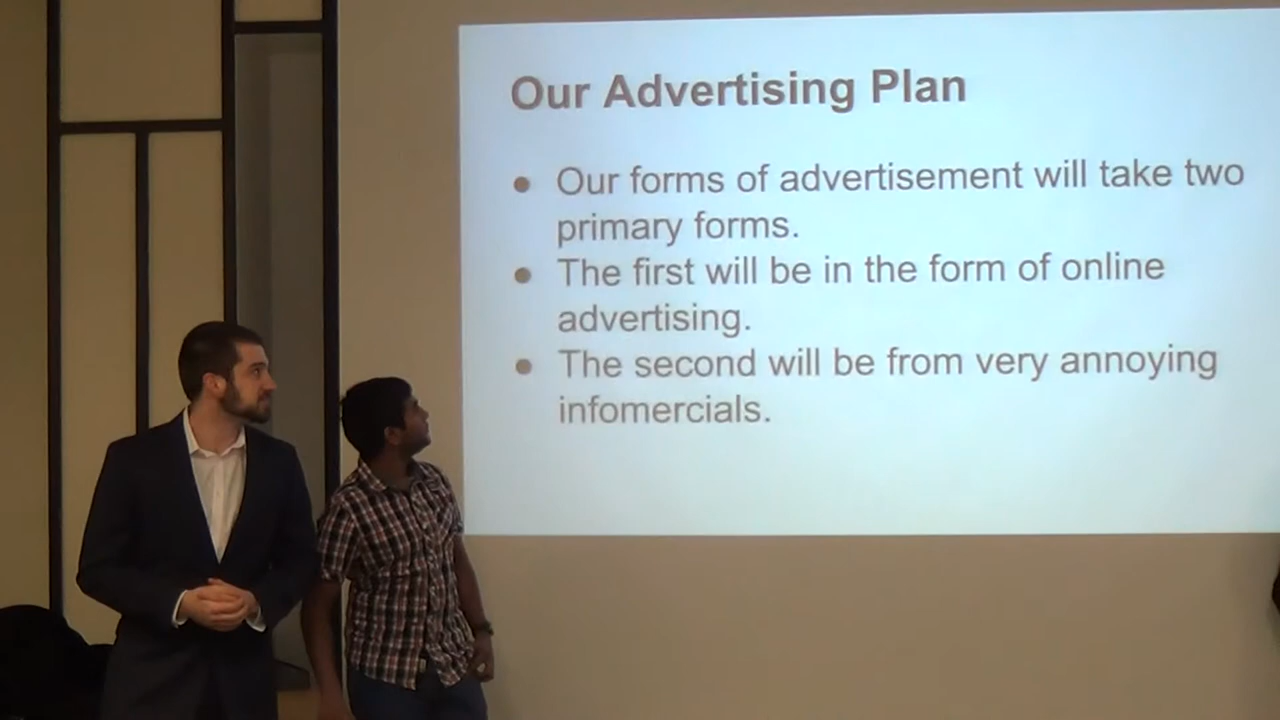 Our Advertising Plan
● Our forms of advertisement will take two
primary forms.
● The first will be in the form of online
advertising.
● The second will be from very annoying
infomercials.